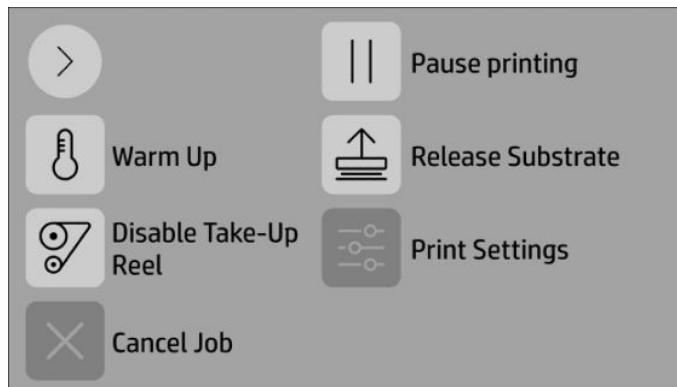 Pause printing
Warm Up
Release Substrate
Disable Take-Up
Reel
Print Settings
Cancel Job